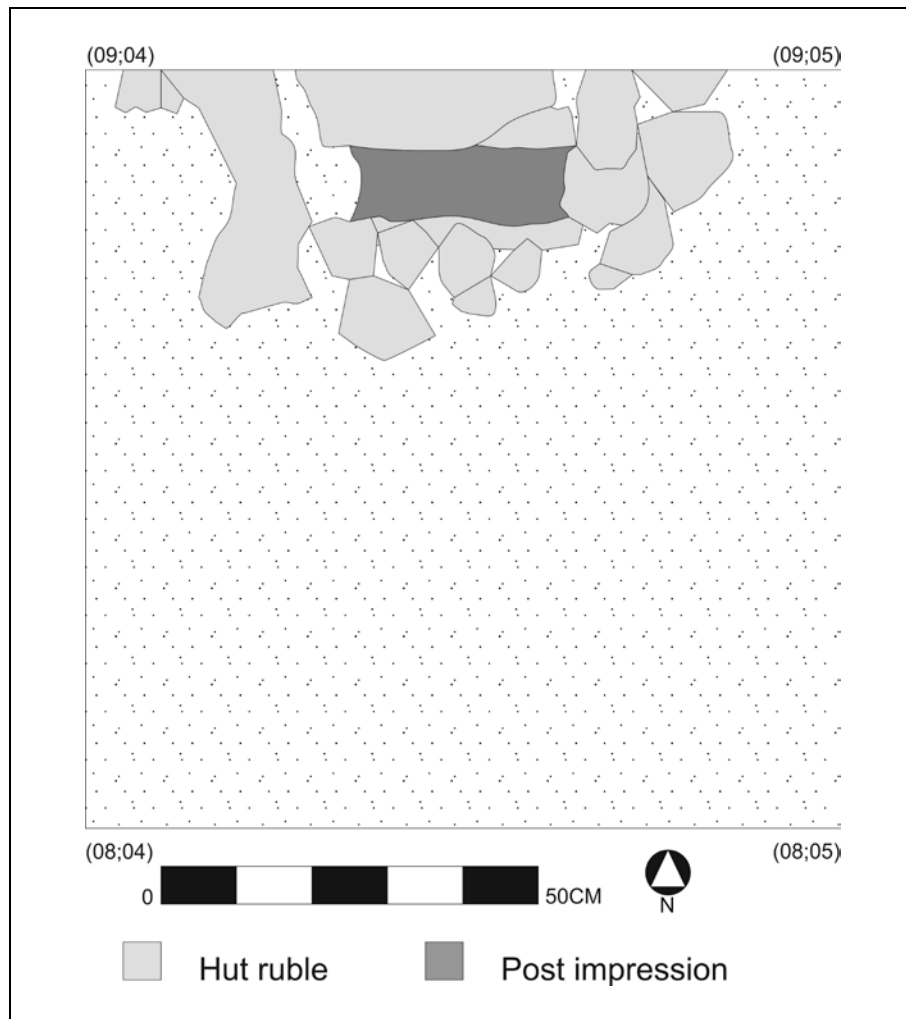 (09;04) (09;05)
(08;04) (08;05)
0 50CM
N
Hut ruble Post impression